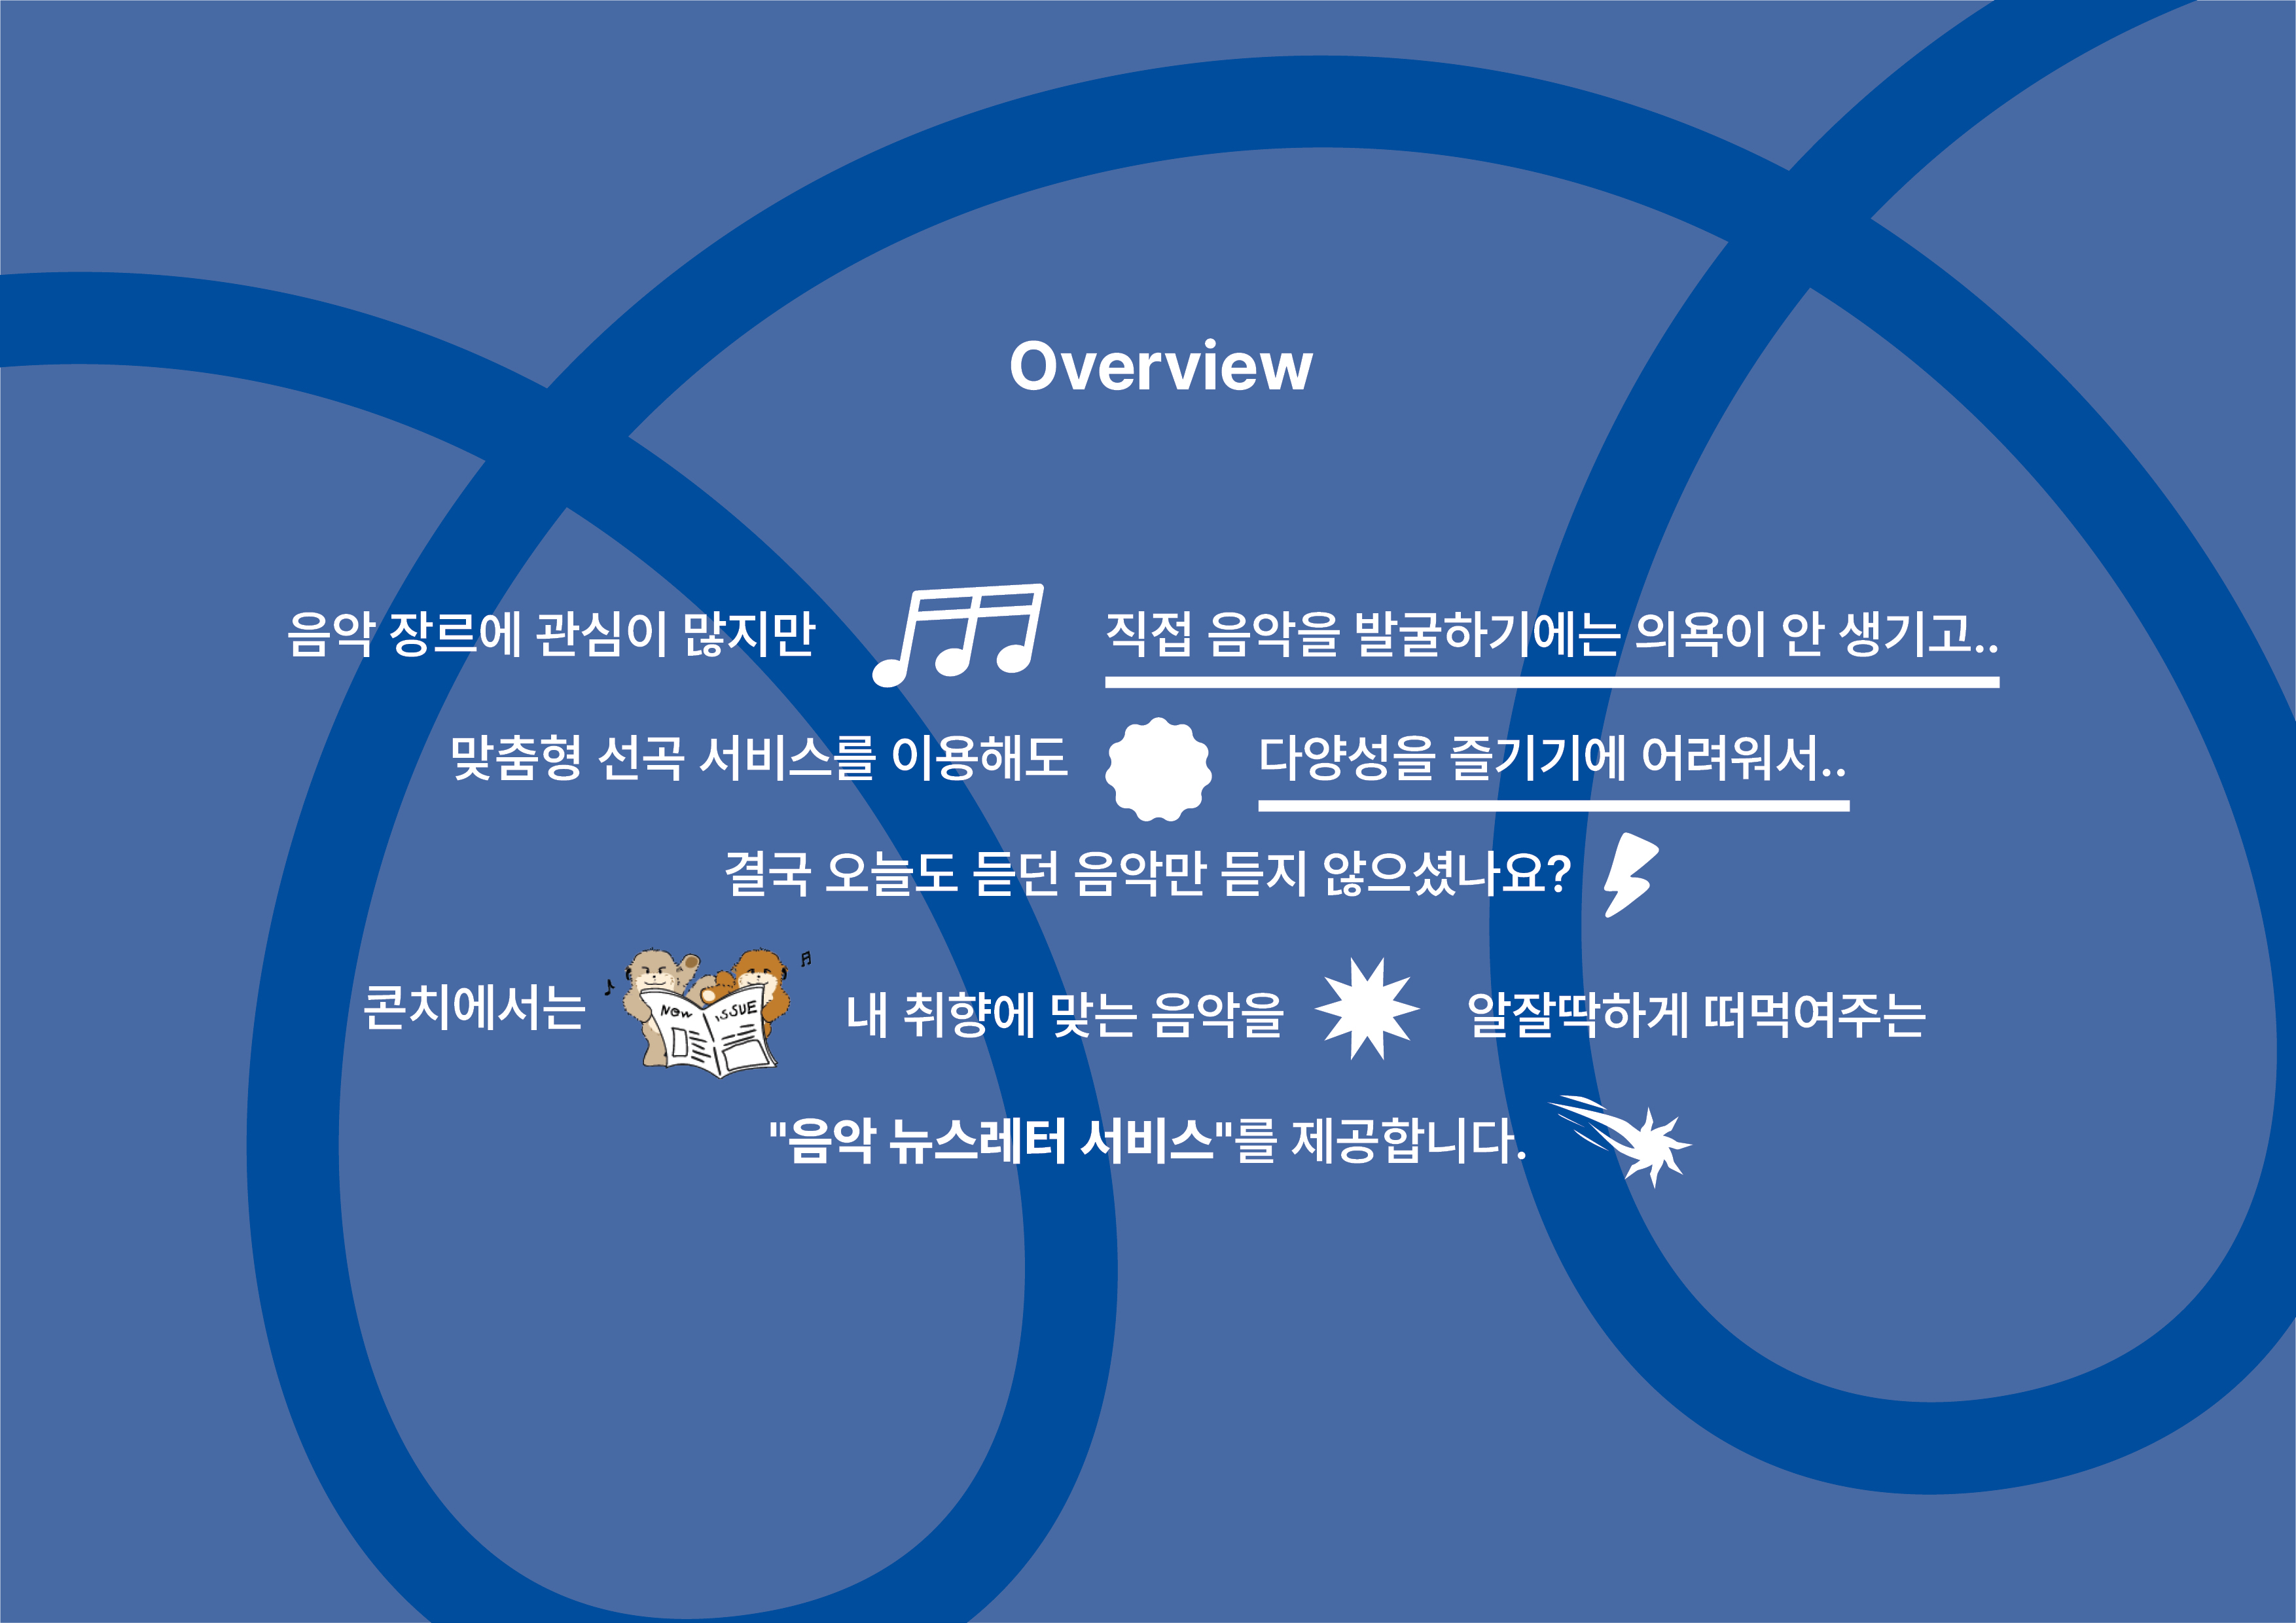 Overview
음악 장르에 관심이 많지만 직접 음악을 발굴하기에는 의욕이 안 생기고..
맞춤형 선곡 서비스를 이용해도 다양성을 즐기기에 어려워서..
결국 오늘도 듣던 음악만 듣지 않으셨나요?
콘치에서는 NOW ISSUE 내 취향에 맞는 음악을 알잘딱하게 떠먹여주는
"음악 뉴스레터 서비스"를 제공합니다.